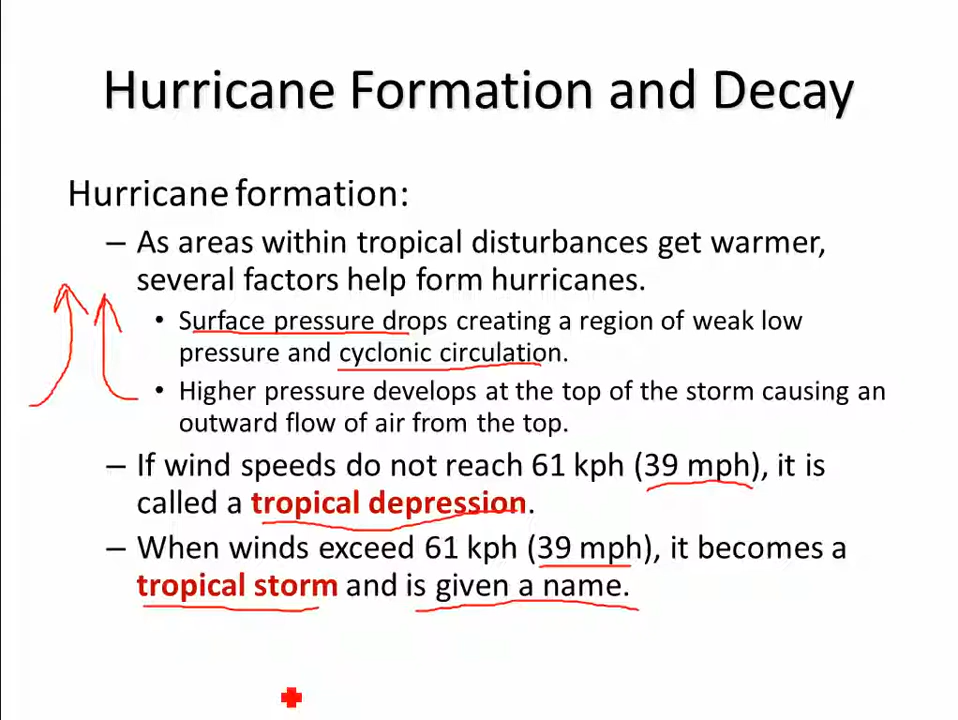 Hurricane Formation and Decay
Hurricane formation:
– As areas within tropical disturbances get warmer,
several factors help form hurricanes.
• Surface pressure drops creating a region of weak low
pressure and cyclonic circulation.
• Higher pressure develops at the top of the storm causing an
outward flow of air from the top.
– If wind speeds do not reach 61 kph (39 mph), it is
called a tropical depression.
– When winds exceed 61 kph (39 mph), it becomes a
tropical storm and is given a name.